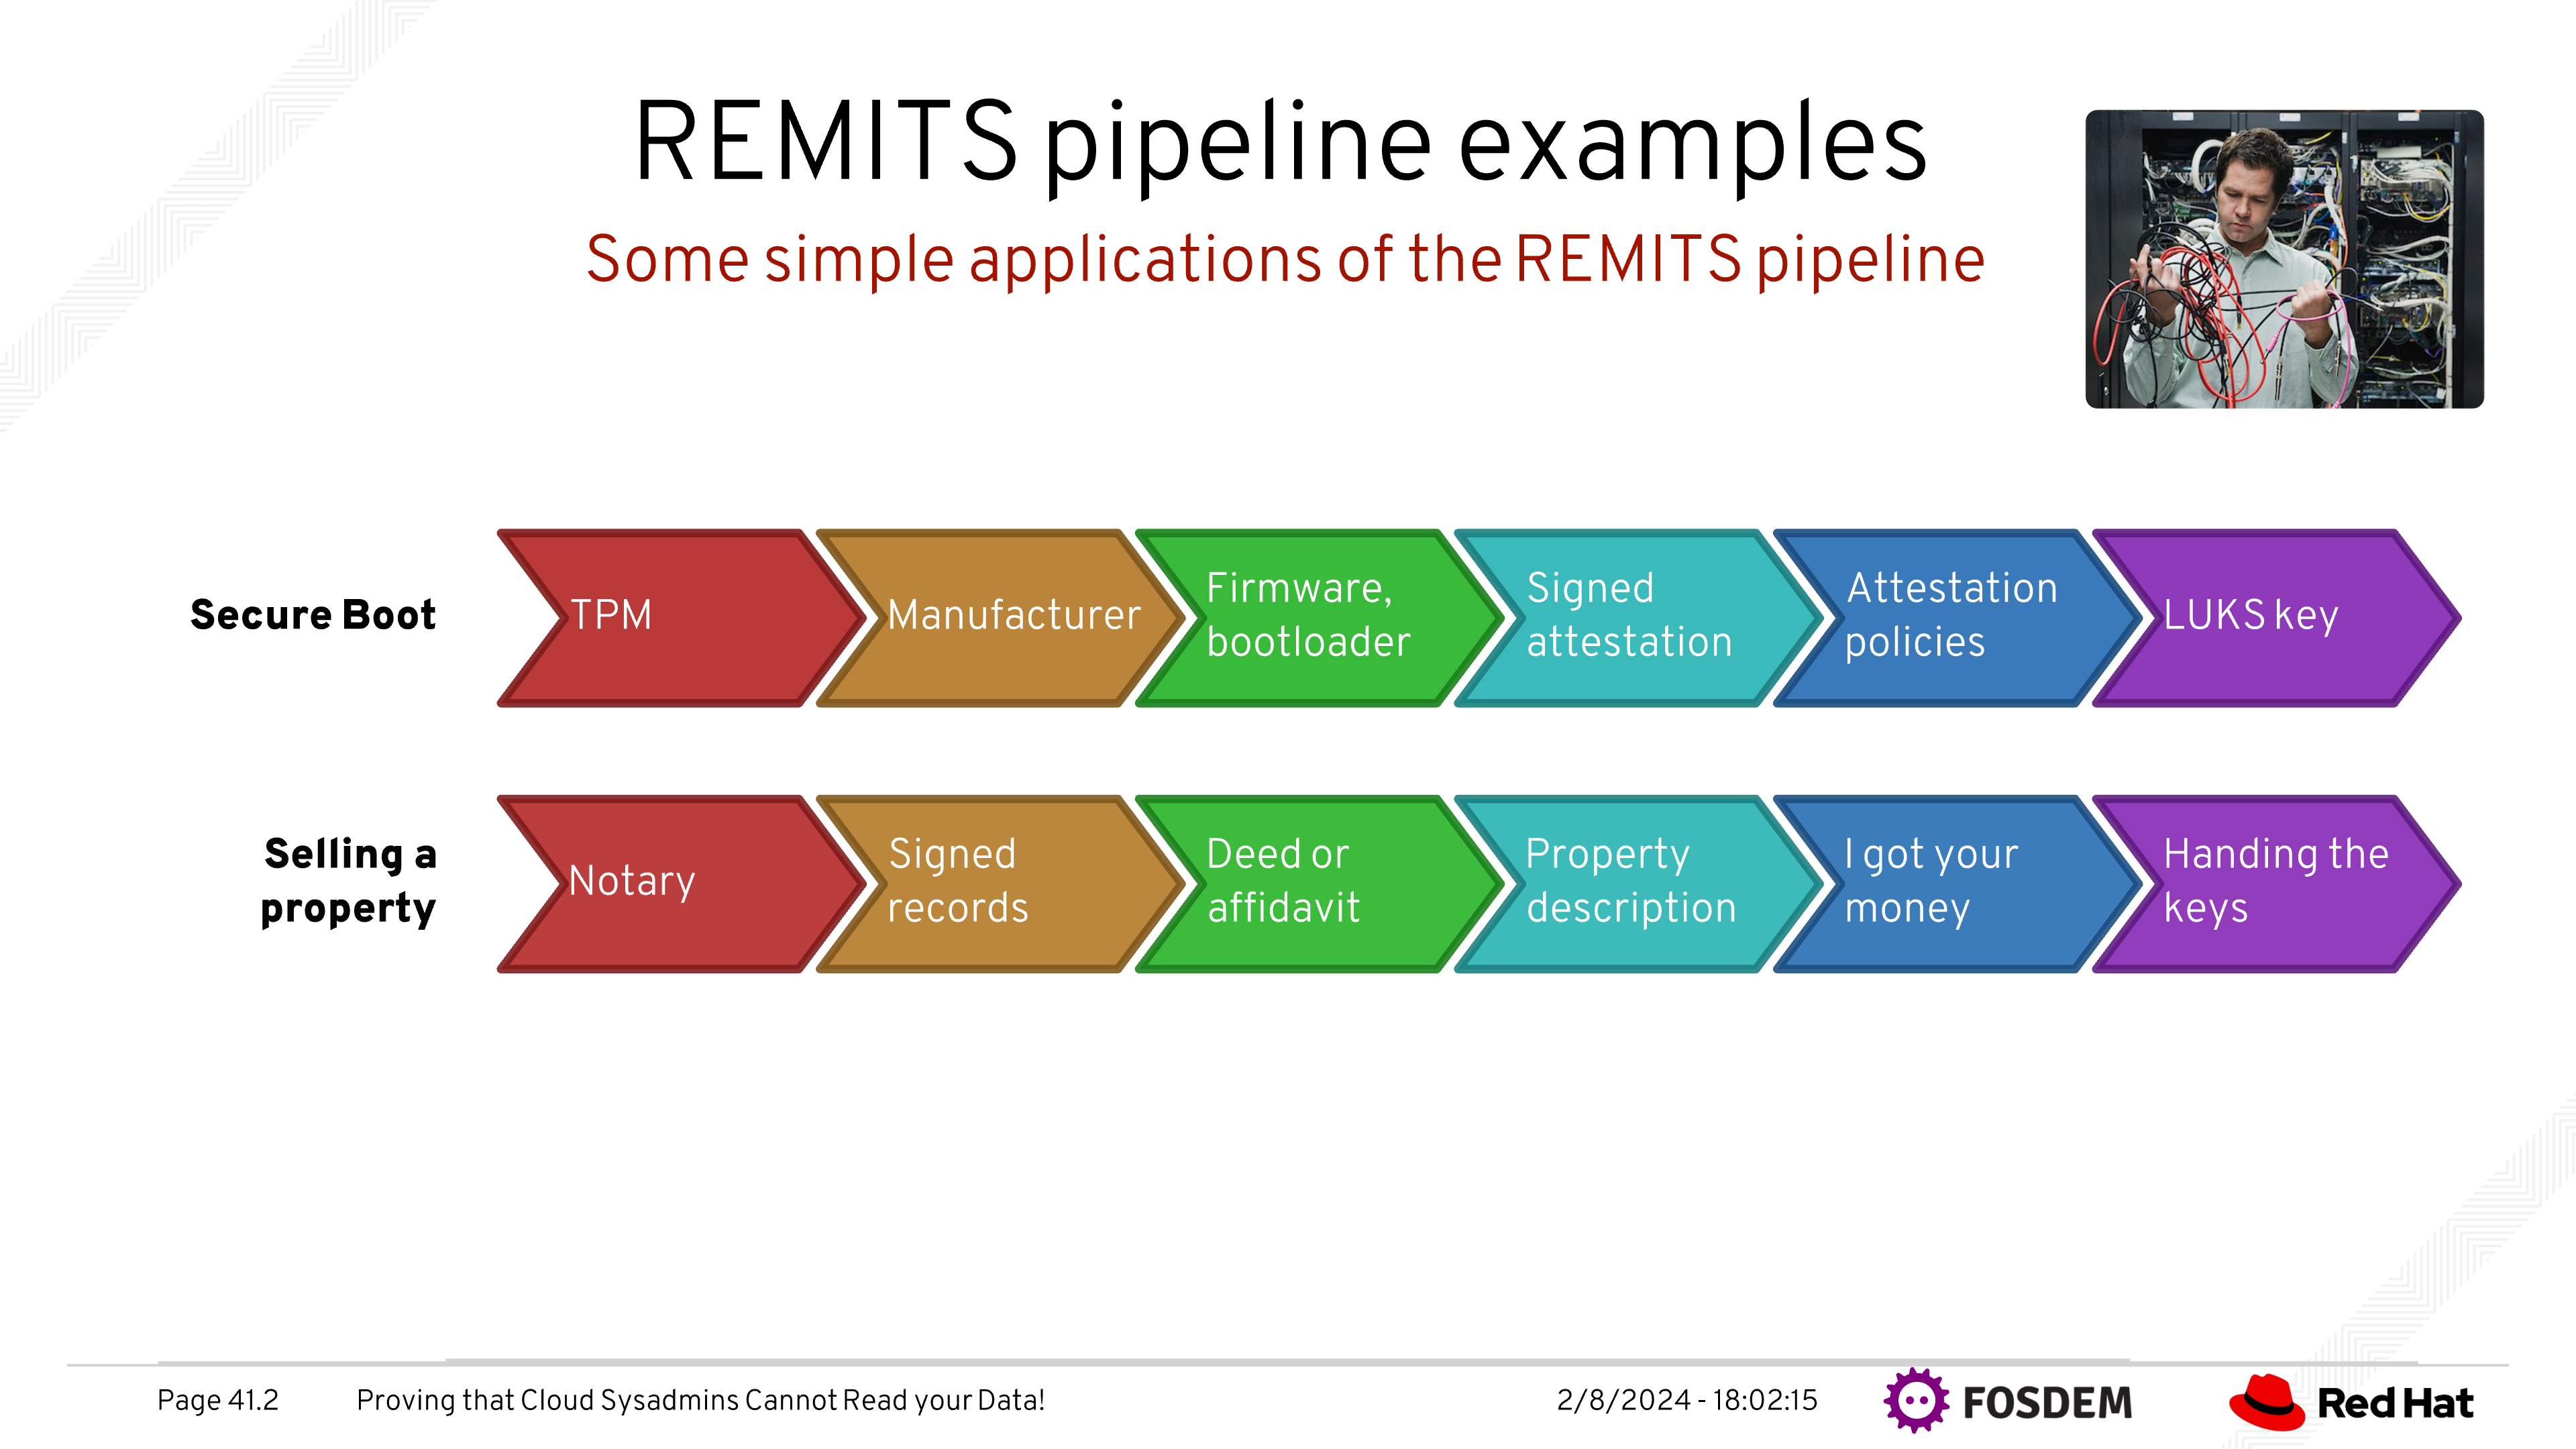 REMITS pipeline examples
Some simple applications of the REMITS pipeline
Secure Boot
TPM
Manufacturer
Firmware,
bootloader
Signed
attestation
Attestation
policies
LUKS key
Selling a
property
Notary
Signed
records
Deed or
affidavit
Property
description
I got your
money
Handing the
keys
Page 41.2
Proving that Cloud Sysadmins Cannot Read your Data!
2/8/2024 - 18:02:15
FOSDEM
Red Hat